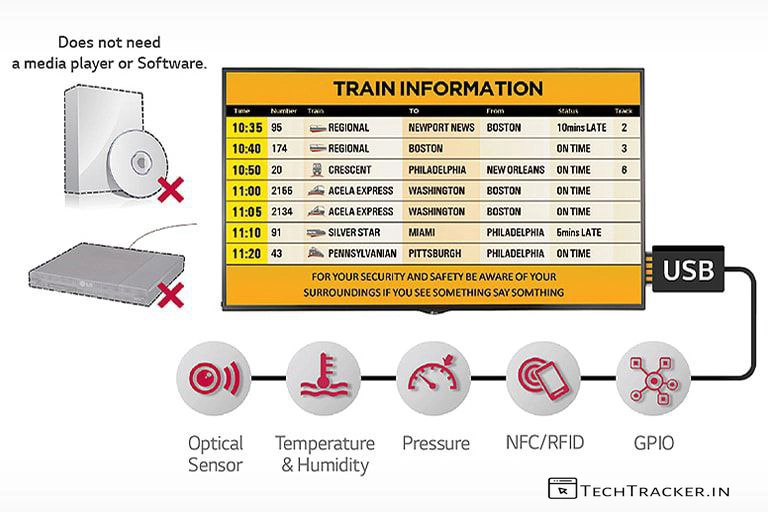 Does not need
a media player or Software.
LG
TRAIN INFORMATION
Time Number Train TO From Status Track
10:35 95 REGIONAL NEWPORT NEWS BOSTON 10mins LATE 2
10:40 174 REGIONAL BOSTON ON TIME 3
10:50 20 CRESCENT PHILADELPHIA NEW ORLEANS ON TIME 6
11:00 2166 ACELA EXPRESS WASHINGTON BOSTON ON TIME
11:05 2134 ACELA EXPRESS WASHINGTON BOSTON ON TIME
11:10 91 SILVER STAR MIAMI PHILADELPHIA 5mins LATE
11:20 43 PENNSYLVANIAN PITTSBURGH PHILADELPHIA ON TIME
FOR YOUR SECURITY AND SAFETY BE AWARE OF YOUR
SURROUNDINGS IF YOU SEE SOMETHING SAY SOMTHING
USB
Optical
Sensor
Temperature
& Humidity
Pressure
NFC/RFID
GPIO
TECHTRACKER.IN